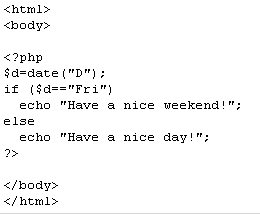 <html>
<body>
<?php
$d=date("D");
if ($d=="Fri")
echo "Have a nice weekend!";
else
echo "Have a nice day!";
?>
</body>
</html>